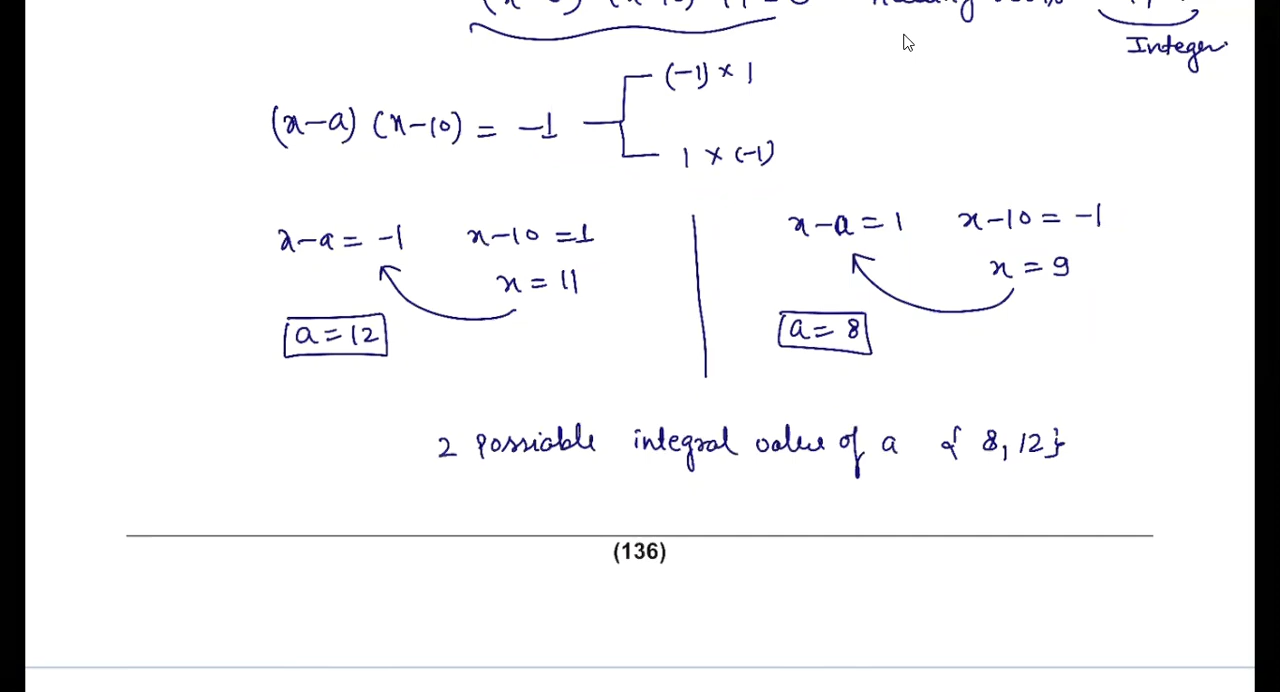 Integer
(-1) × 1
(x-a) (x-10) = -1
1 × (-1)
x-a = -1 x-10 = 1
x = 11
a = 12
x-a = 1 x-10 = -1
x = 9
a = 8
2 possiable integral value of a { 8, 12}
(136)